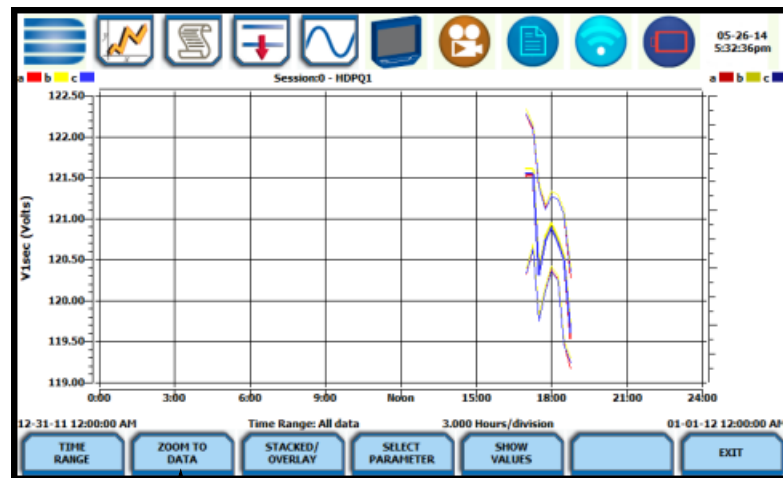 05-26-14
5:32:36pm
a b c Session:0 - HDPQ1 a b c
122.50
122.00
121.50
121.00
120.50
120.00
119.50
119.00
V1sec (Volts)
0:00 3:00 6:00 9:00 Noon 15:00 18:00 21:00 24:00
12-31-11 12:00:00 AM Time Range: All data 3.000 Hours/division 01-01-12 12:00:00 AM
TIME RANGE
ZOOM TO DATA
STACKED/ OVERLAY
SELECT PARAMETER
SHOW VALUES
EXIT